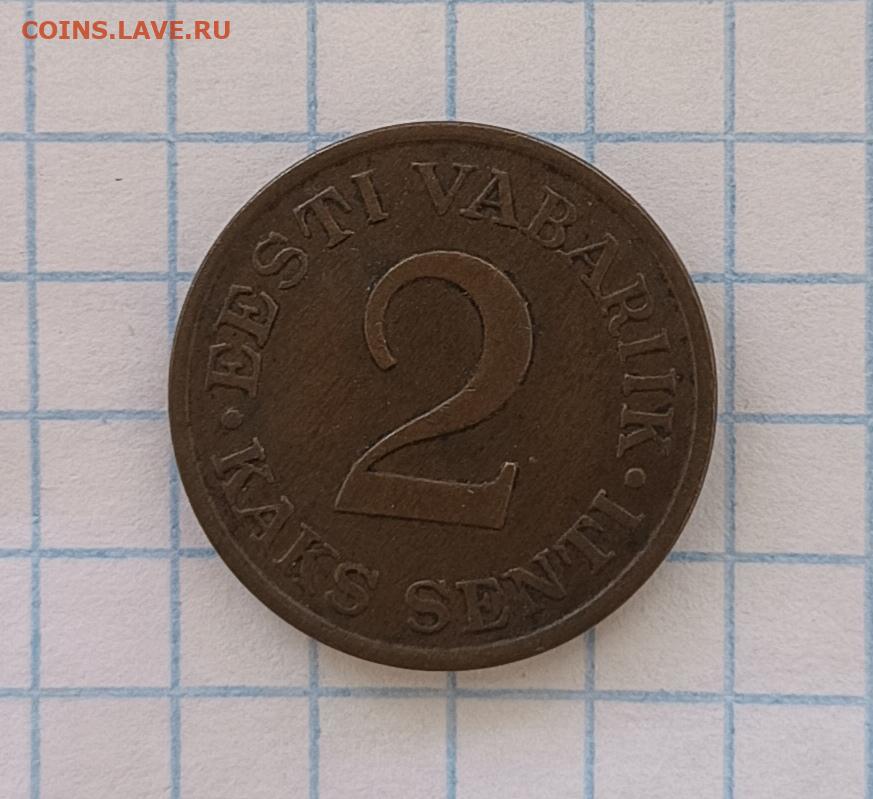 COINS.LAVE.RU
EESTI VABARIIK
2
KAKS SENTI